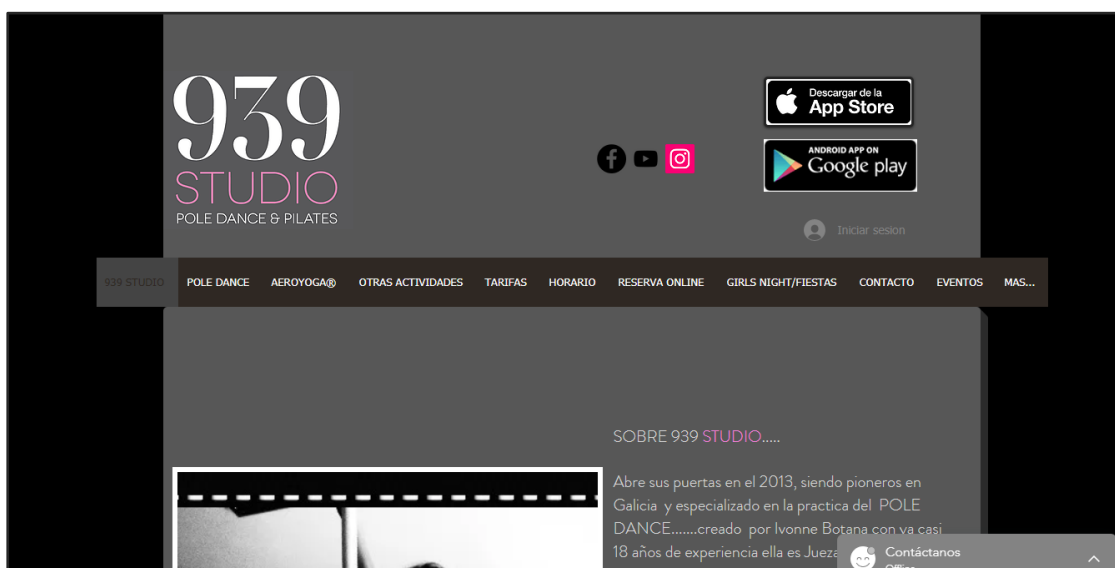 939
STUDIO
POLE DANCE & PILATES
Descargar de la
App Store
ANDROID APP ON
Google play
Iniciar sesion
939 STUDIO POLE DANCE AEROYOGA® OTRAS ACTIVIDADES TARIFAS HORARIO RESERVA ONLINE GIRLS NIGHT/FIESTAS CONTACTO EVENTOS MAS...
SOBRE 939 STUDIO.....
Abre sus puertas en el 2013, siendo pioneros en
Galicia y especializado en la practica del POLE
DANCE.......creado por Ivonne Botana con ya casi
18 años de experiencia ella es Jueza
Contáctanos
Offline